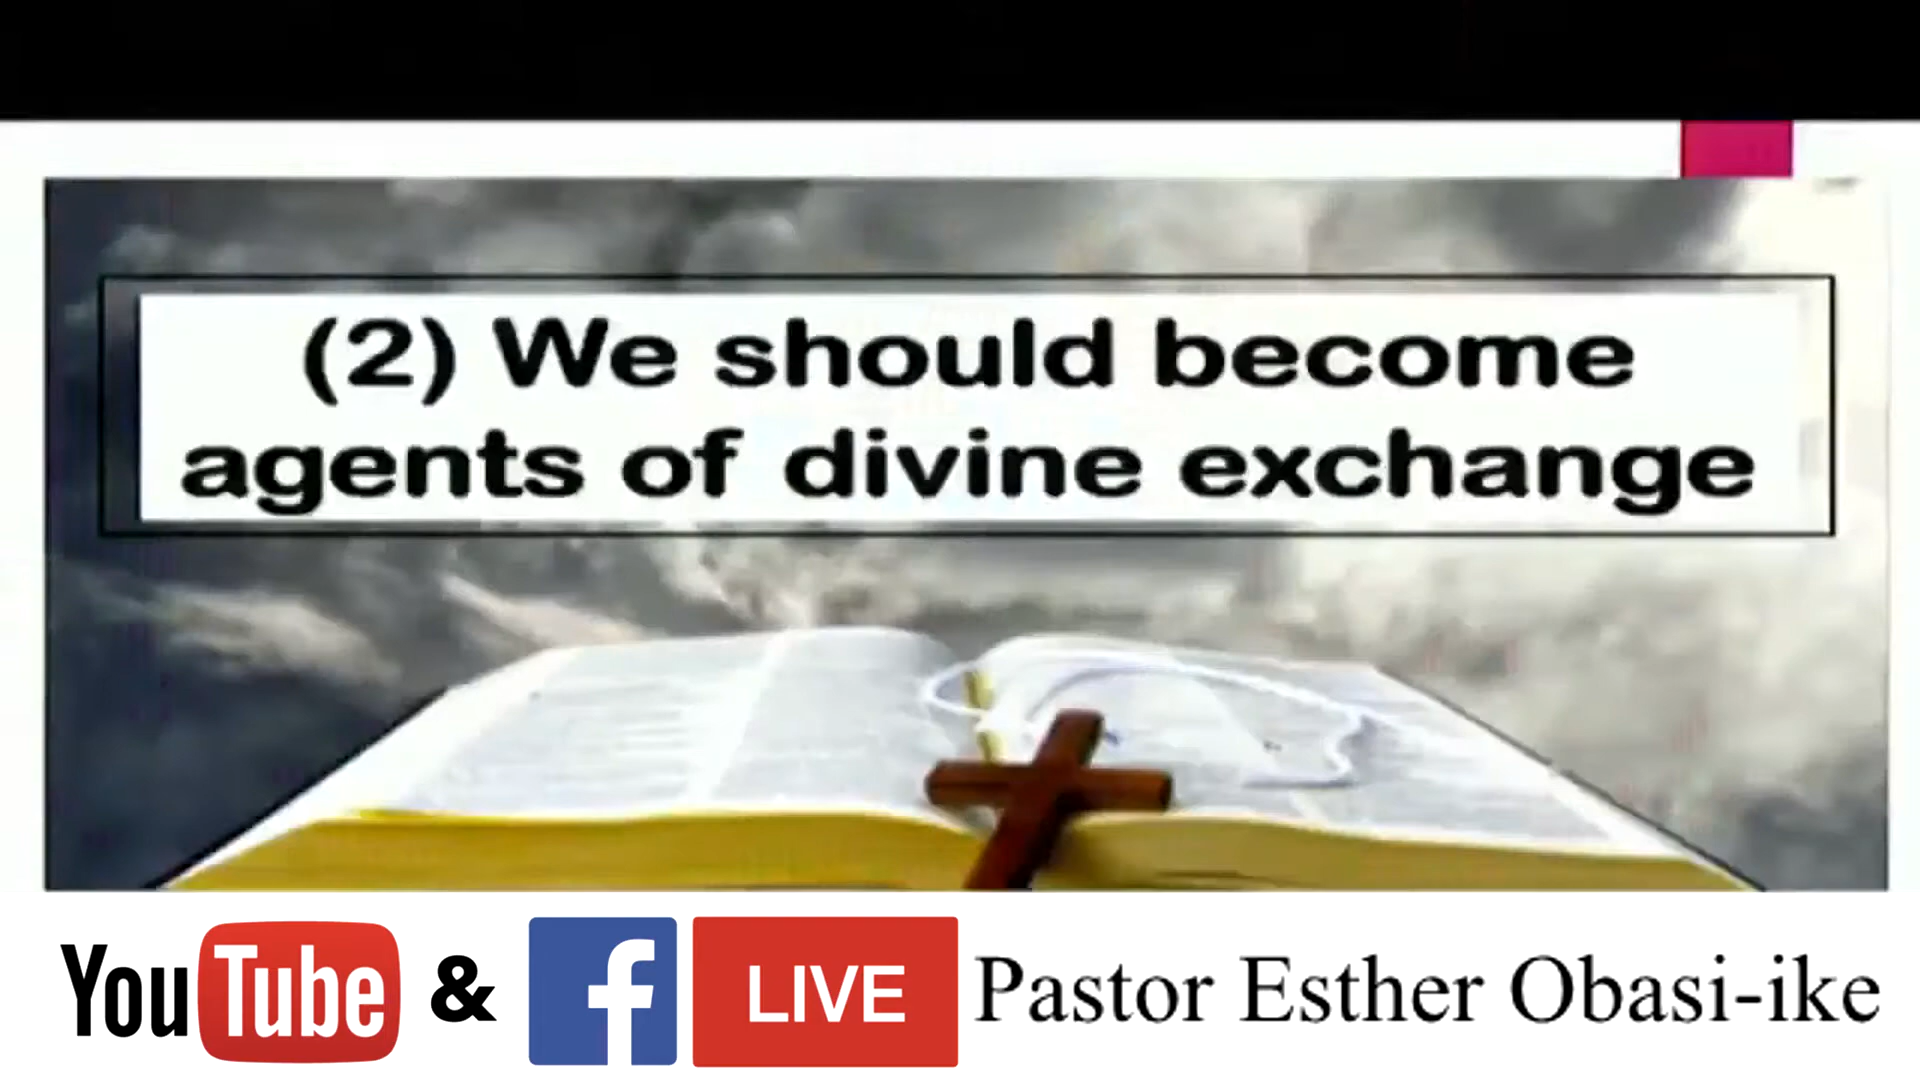 (2) We should become
agents of divine exchange
YouTube & f LIVE Pastor Esther Obasi-ike